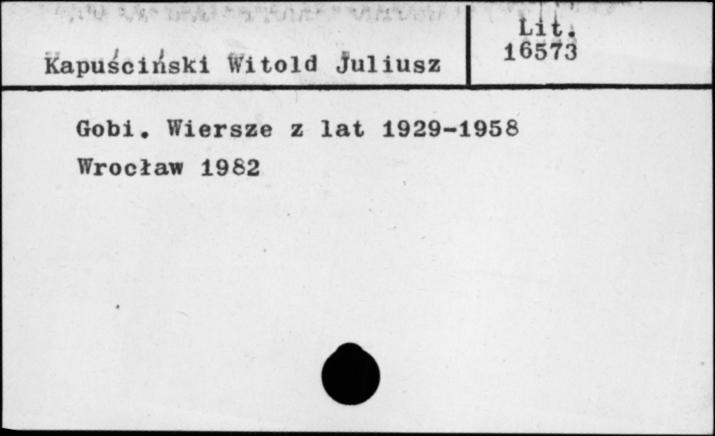 Lit.
16573
Kapuściński Witold Juliusz
Gobi. Wiersze z lat 1929-1958
Wrocław 1982